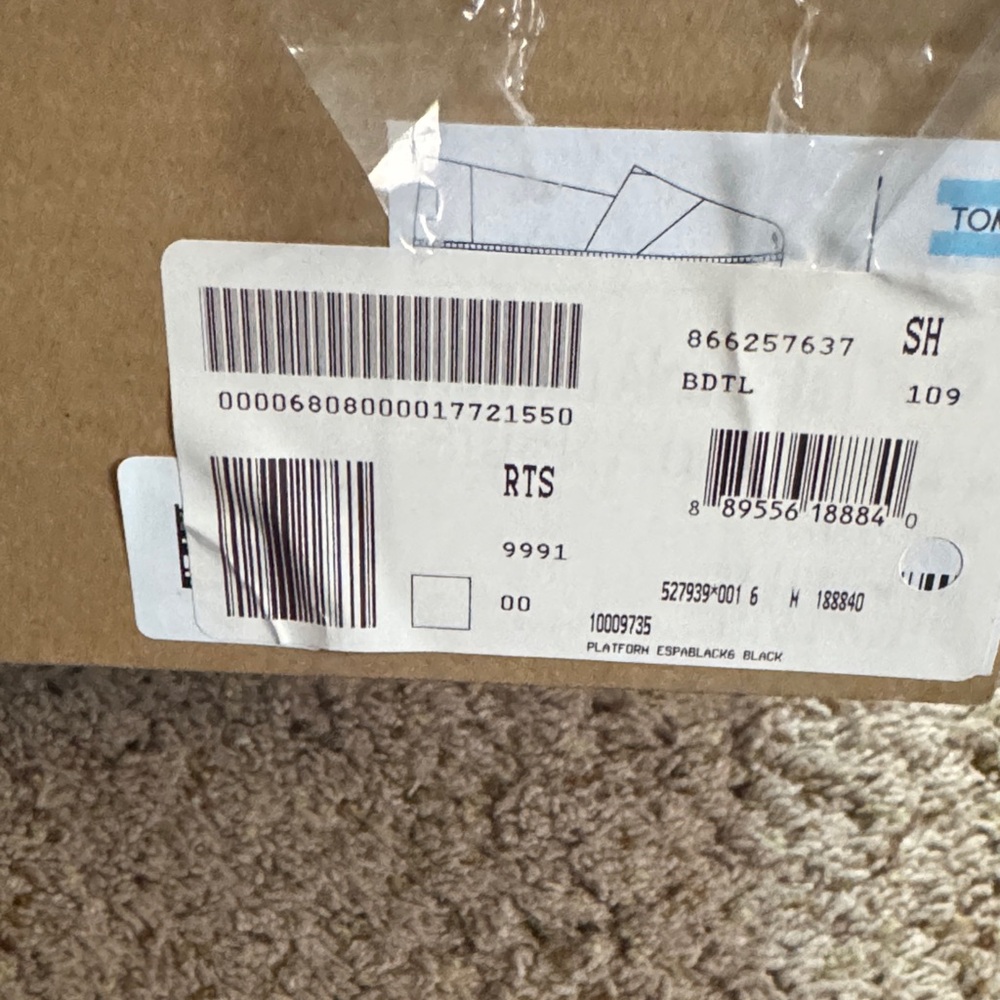 TOM
866257637 SH
BDTL 109
00006808000017721550
RTS
8 89556 18884 0
9991
00
527939*001 6 M 188840
10009735
PLATFORM ESPABLACK6 BLACK